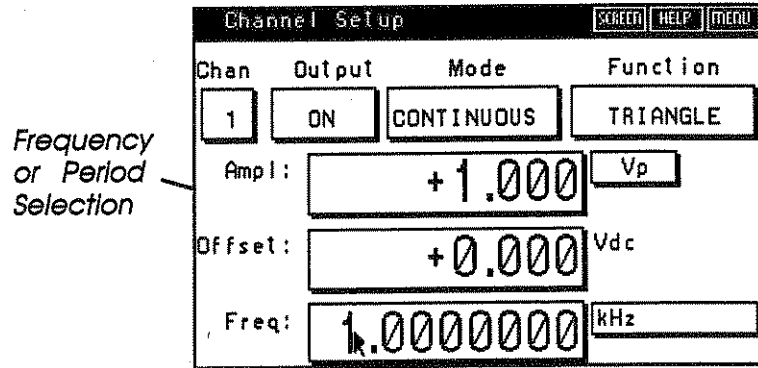 Channel Setup SCREEN HELP MENU
Chan Output Mode Function
1 ON CONTINUOUS TRIANGLE
Frequency
or Period
Selection
Ampl: +1.000 Vp
Offset: +0.000 Vdc
Freq: 1.0000000 kHz